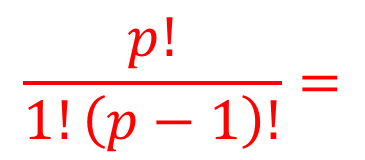 p!
1! (p − 1)! =